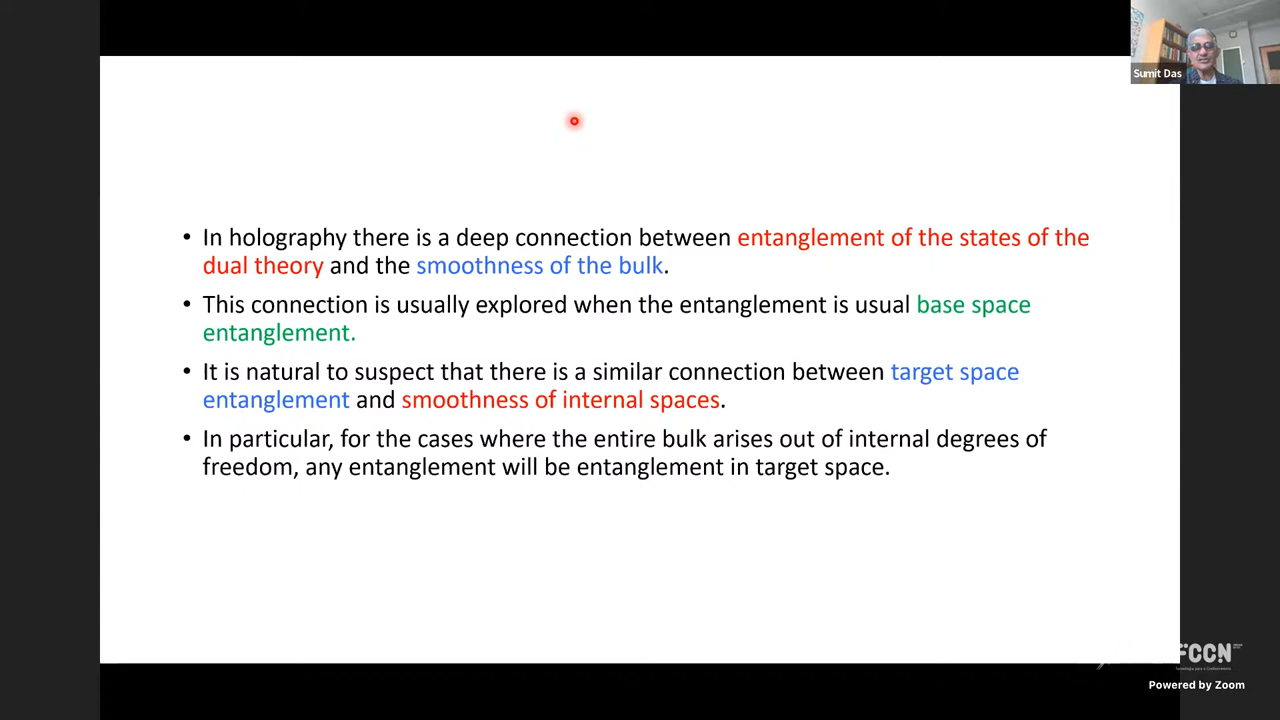 Sumit Das
• In holography there is a deep connection between entanglement of the states of the
dual theory and the smoothness of the bulk.
• This connection is usually explored when the entanglement is usual base space
entanglement.
• It is natural to suspect that there is a similar connection between target space
entanglement and smoothness of internal spaces.
• In particular, for the cases where the entire bulk arises out of internal degrees of
freedom, any entanglement will be entanglement in target space.
FCCN
Powered by Zoom